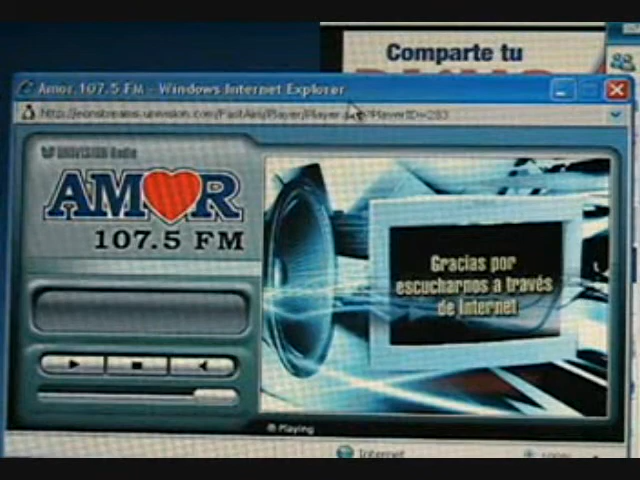 Comparte tu
Amor 107.5 FM - Windows Internet Explorer
UNIVISION Radio
AMOR
107.5 FM
Gracias por
escucharnos a través
de Internet
Playing
Internet